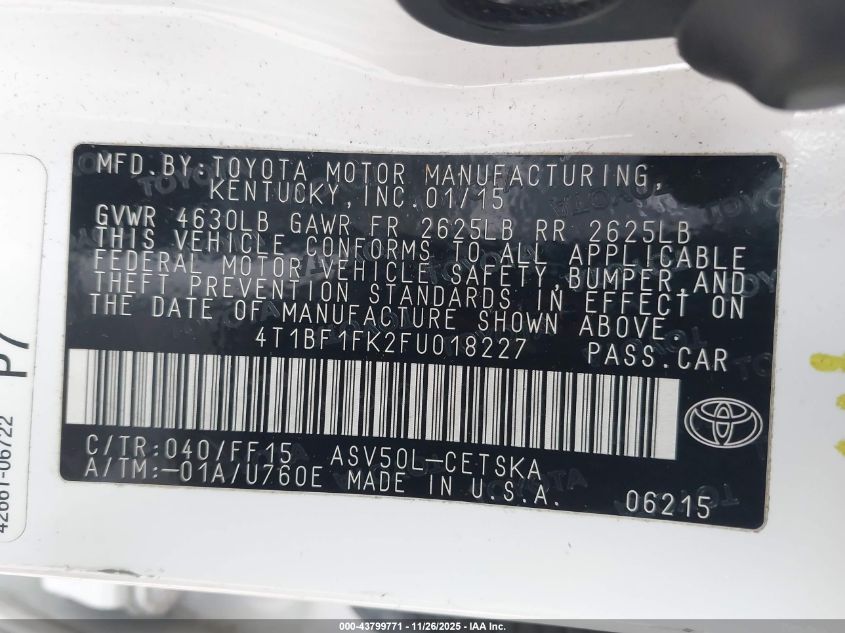 MFD.BY:TOYOTA MOTOR MANUFACTURING,
KENTUCKY,INC.01/15
GVWR 4630LB GAWR FR 2625LB RR 2625LB
THIS VEHICLE CONFORMS TO ALL APPLICABLE
FEDERAL MOTOR VEHICLE SAFETY,BUMPER,AND
THEFT PREVENTION STANDARDS IN EFFECT ON
THE DATE OF MANUFACTURE SHOWN ABOVE.
4T1BF1FK2FU018227 PASS.CAR
C/TR:040/FF15 ASV50L-CETSKA
A/TM:-01A/U760E MADE IN U.S.A.
06215
P7
42661-06722
000-43799771 - 11/26/2025 - IAA Inc.